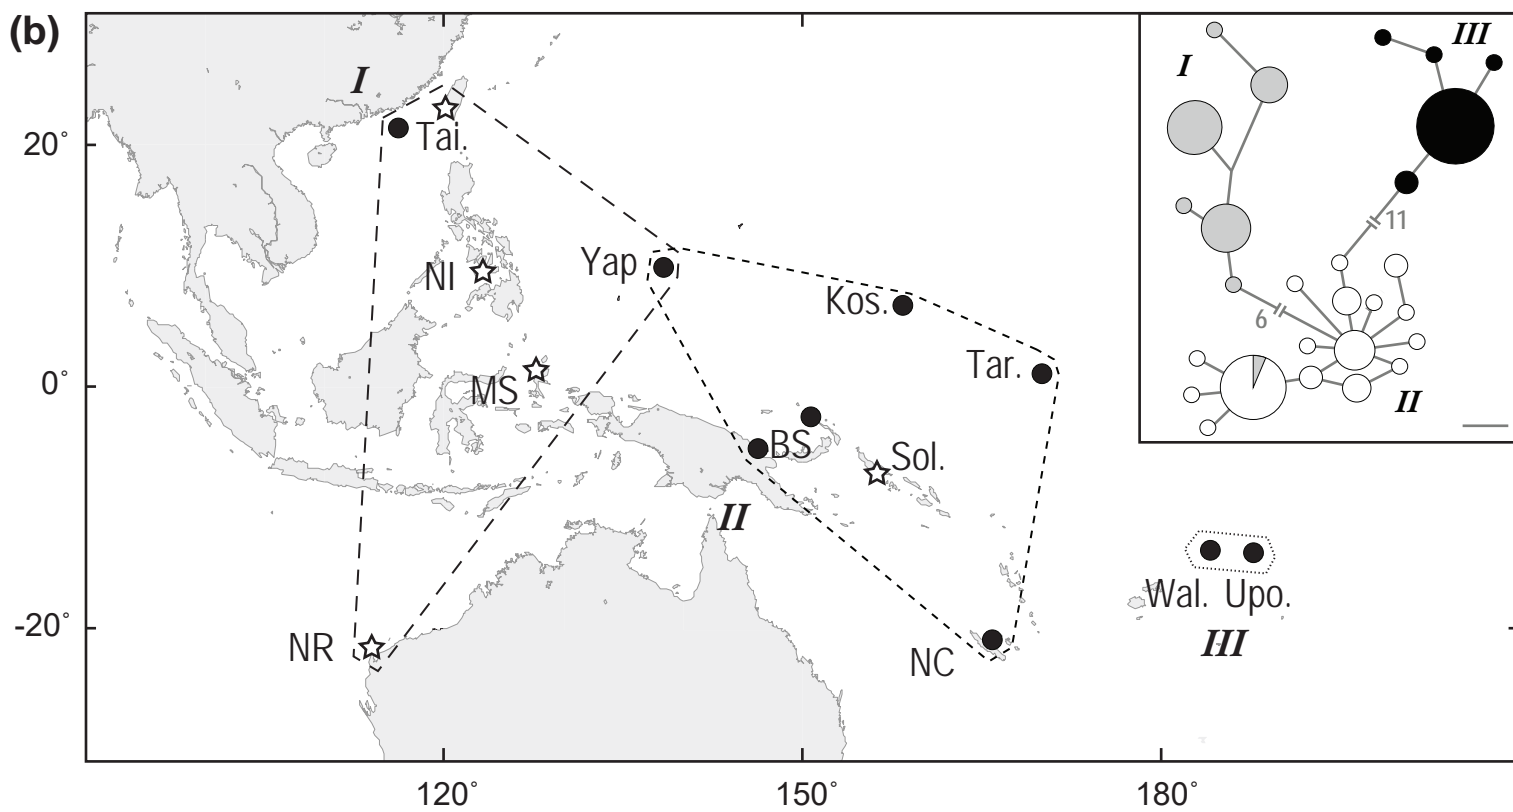 (b)
I
III
I
20°
Tai.
11
Yap
NI
Kos.
6
Tar.
0°
MS
II
BS
Sol.
II
Wal. Upo.
-20°
NR
NC
III
120°
150°
180°